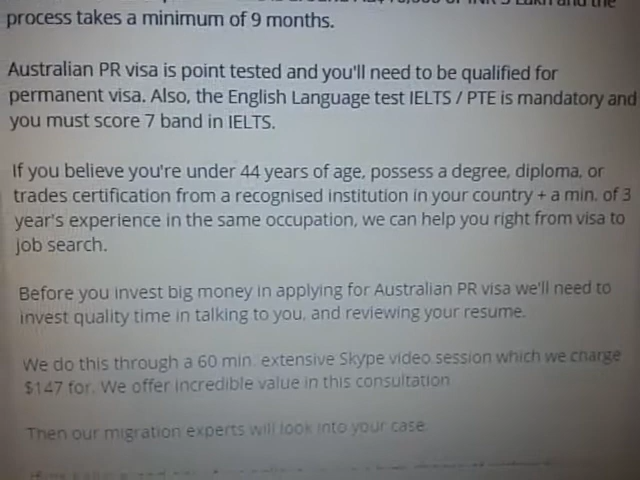 process takes a minimum of 9 months.
Australian PR visa is point tested and you'll need to be qualified for
permanent visa. Also, the English Language test IELTS / PTE is mandatory and
you must score 7 band in IELTS.
If you believe you're under 44 years of age, possess a degree, diploma, or
trades certification from a recognised institution in your country + a min. of 3
year's experience in the same occupation, we can help you right from visa to
job search.
Before you invest big money in applying for Australian PR visa we'll need to
invest quality time in talking to you, and reviewing your resume.
We do this through a 60 min. extensive Skype video session which we charge
$147 for. We offer incredible value in this consultation
Then our migration experts will look into your case